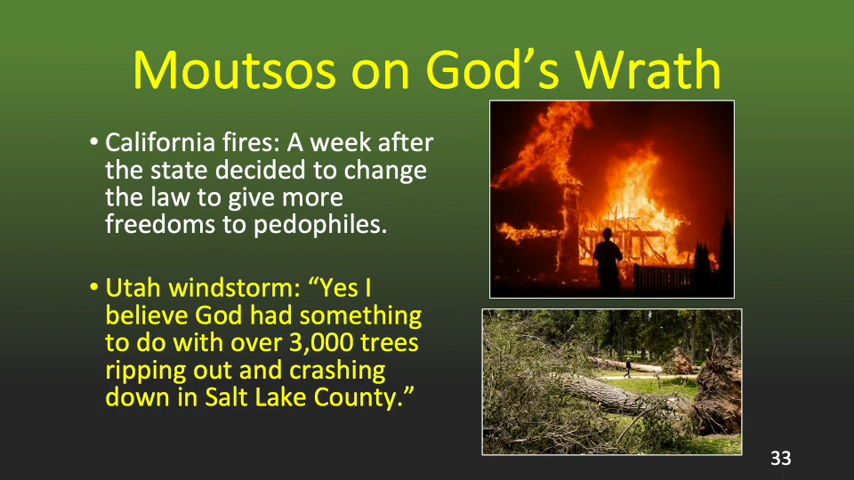 Moutsos on God’s Wrath
• California fires: A week after
the state decided to change
the law to give more
freedoms to pedophiles.
• Utah windstorm: “Yes I
believe God had something
to do with over 3,000 trees
ripping out and crashing
down in Salt Lake County.”
33